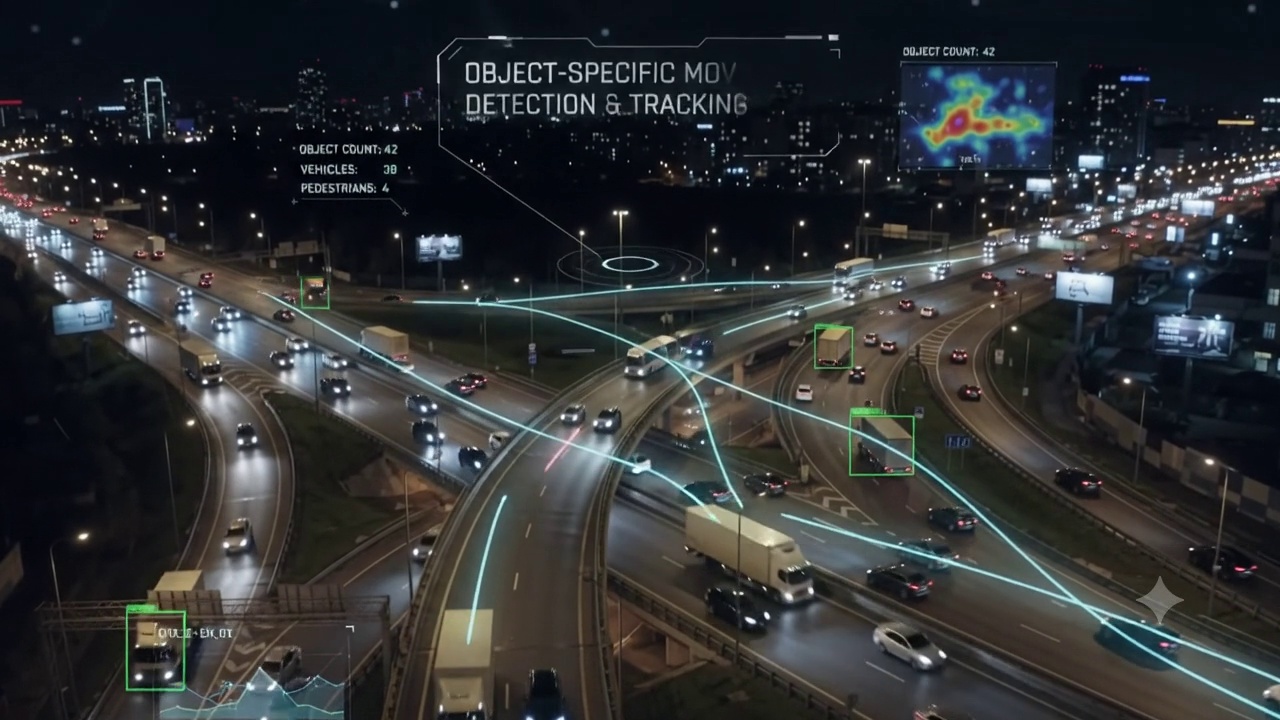 OBJECT-SPECIFIC MOV
DETECTION & TRACKING
OBJECT COUNT: 42
OBJECT COUNT: 42
VEHICLES: 38
PEDESTRIANS: 4